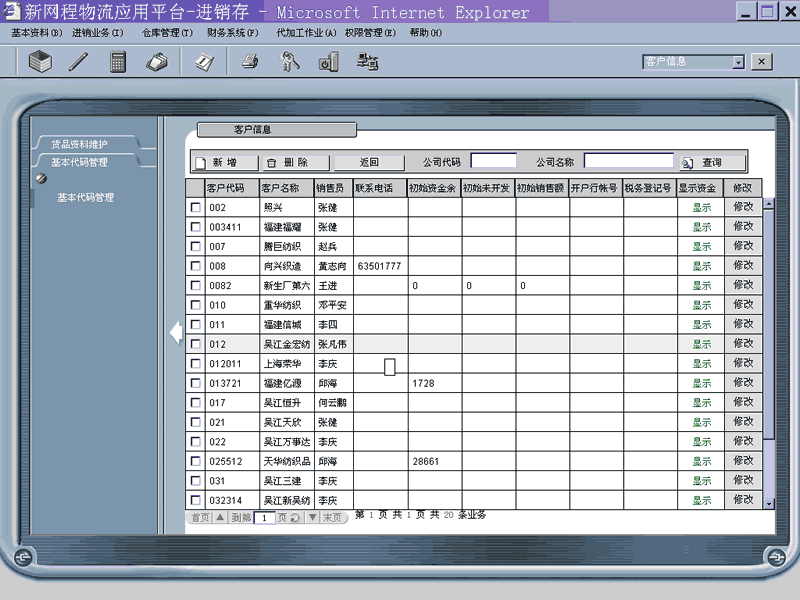 新网程物流应用平台-进销存 - Microsoft Internet Explorer
基本资料(B) 进销业务(I) 仓库管理(T) 财务系统(F) 代加工作业(A) 权限管理(E) 帮助(H)
客户信息
货品资料维护
基本代码管理
基本代码管理
客户信息
新 增 删 除 返回 公司代码 公司名称 查询
客户代码 客户名称 销售员 联系电话 初始资金余 初始未开发 初始销售额 开户行帐号 税务登记号 显示资金 修改
002 照兴 张健 显示 修改
003411 福建福耀 张健 显示 修改
007 腾巨纺织 赵兵 显示 修改
008 向兴织造 黄志向 63501777 显示 修改
0082 新生厂第六 王进 0 0 0 显示 修改
010 富华纺织 邓平安 显示 修改
011 福建信城 李四 显示 修改
012 吴江金宏纺 张凡伟 显示 修改
012011 上海荣华 李庆 显示 修改
013721 福建亿源 邱海 1728 显示 修改
017 吴江恒升 何云鹏 显示 修改
021 吴江天欣 张健 显示 修改
022 吴江万事达 李庆 显示 修改
025512 天华纺织品 邱海 28661 显示 修改
031 吴江三建 李庆 显示 修改
032314 吴江新吴纺 李庆 显示 修改
首页 到第 1 页 末页 第 1 页 共 1 页 共 20 条业务